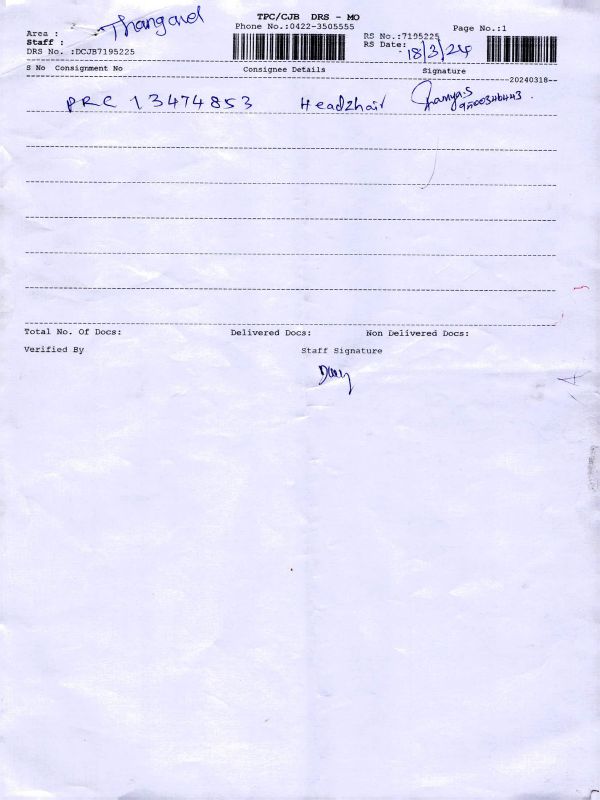 Thangavel
TPC/CJB DRS - MO
Phone No.:0422-3505555
Page No.:1
Area :
RS No.:7195225
Staff :
RS Date: 18/3/24
DRS No. :DCJB7195225
S No Consignment No Consignee Details Signature
20240318
PRC 13474853 Headzhair
Total No. Of Docs: Delivered Docs: Non Delivered Docs:
Verified By Staff Signature